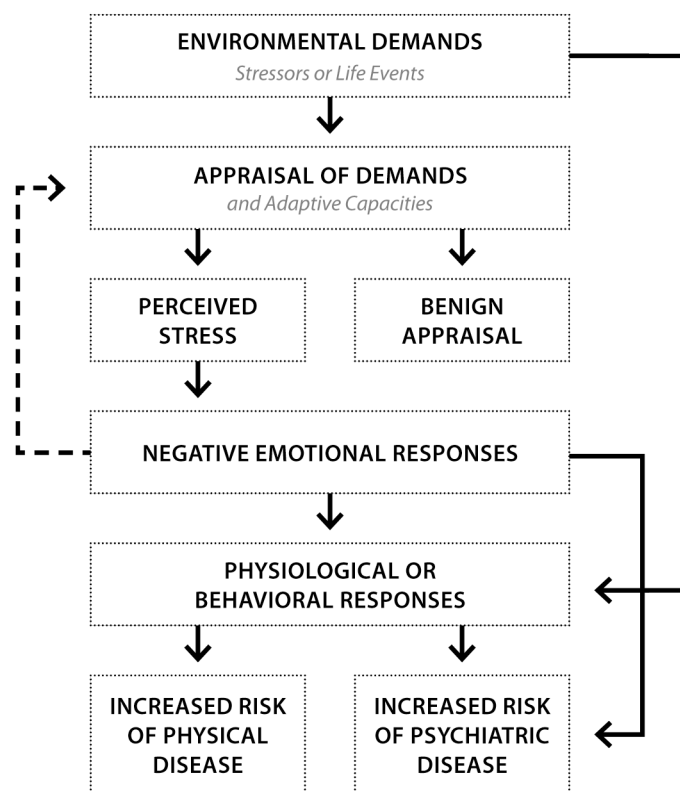 ENVIRONMENTAL DEMANDS
Stressors or Life Events
APPRAISAL OF DEMANDS
and Adaptive Capacities
PERCEIVED
STRESS
BENIGN
APPRAISAL
NEGATIVE EMOTIONAL RESPONSES
PHYSIOLOGICAL OR
BEHAVIORAL RESPONSES
INCREASED RISK
OF PHYSICAL
DISEASE
INCREASED RISK
OF PSYCHIATRIC
DISEASE